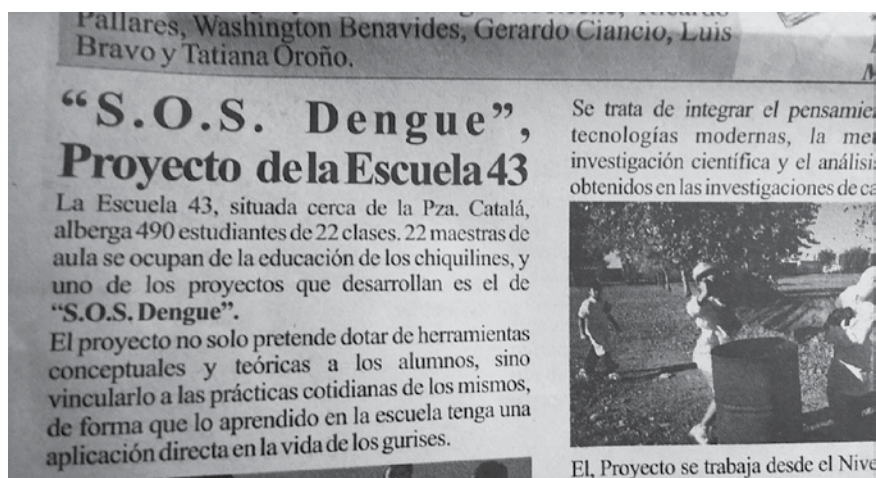 Pallares, Washington Benavides, Gerardo Ciancio, Luis
Bravo y Tatiana Oroño.
“S.O.S. Dengue”,
Proyecto de la Escuela 43
La Escuela 43, situada cerca de la Pza. Catalá,
alberga 490 estudiantes de 22 clases. 22 maestras de
aula se ocupan de la educación de los chiquilines, y
uno de los proyectos que desarrollan es el de
“S.O.S. Dengue”.
El proyecto no solo pretende dotar de herramientas
conceptuales y teóricas a los alumnos, sino
vincularlo a las prácticas cotidianas de los mismos,
de forma que lo aprendido en la escuela tenga una
aplicación directa en la vida de los gurises.
Se trata de integrar el
tecnologías modernas, la
investigación científica y el
obtenidos en las investigaciones de
El, Proyecto se trabaja desde el